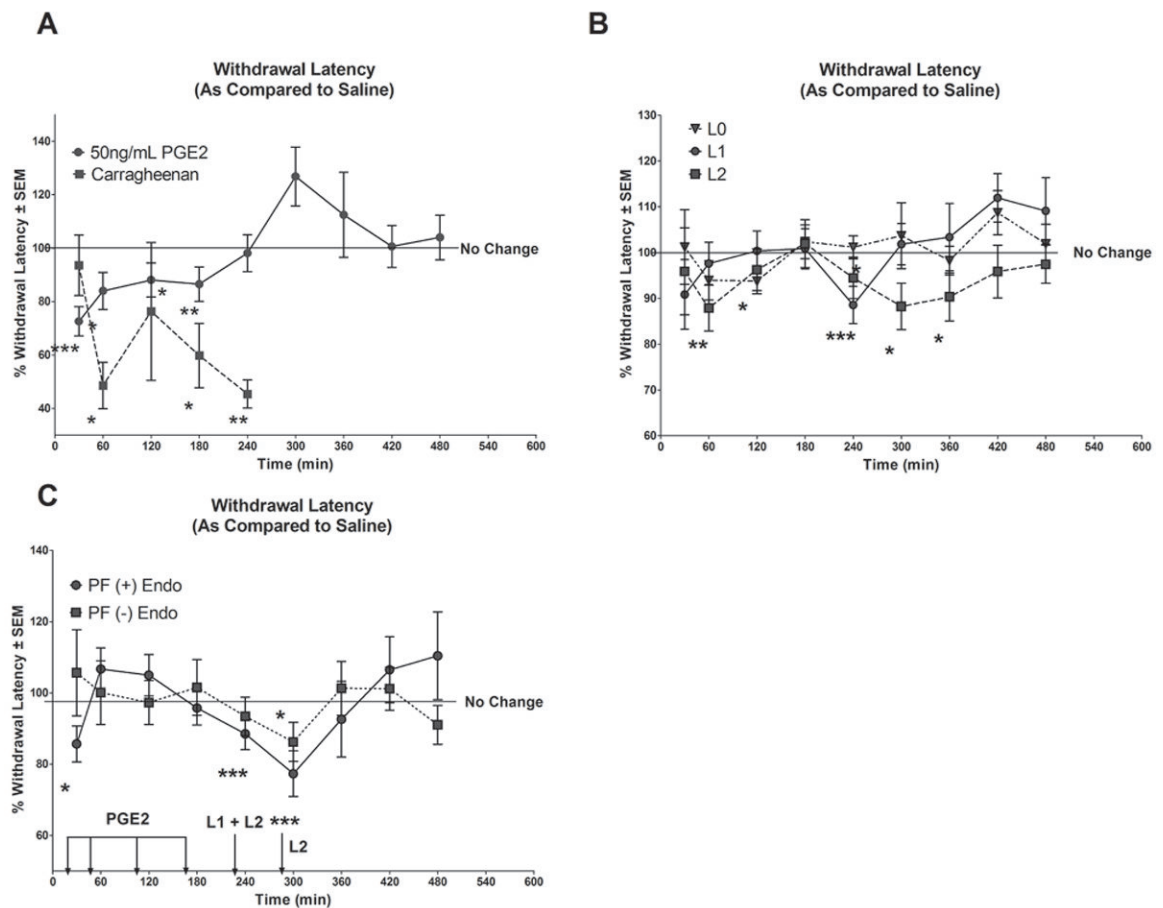 A
Withdrawal Latency
(As Compared to Saline)
% Withdrawal Latency ± SEM
140
120
100
80
60
40
50ng/mL PGE2
Carragheenan
No Change
***
*
*
*
**
*
**
0 60 120 180 240 300 360 420 480 540 600
Time (min)
B
Withdrawal Latency
(As Compared to Saline)
% Withdrawal Latency ± SEM
130
120
110
100
90
80
70
60
L0
L1
L2
No Change
**
*
*
***
*
*
0 60 120 180 240 300 360 420 480 540 600
Time (min)
C
Withdrawal Latency
(As Compared to Saline)
% Withdrawal Latency ± SEM
140
120
100
80
60
PF (+) Endo
PF (-) Endo
No Change
*
***
*
***
PGE2
L1 + L2
L2
0 60 120 180 240 300 360 420 480 540 600
Time (min)